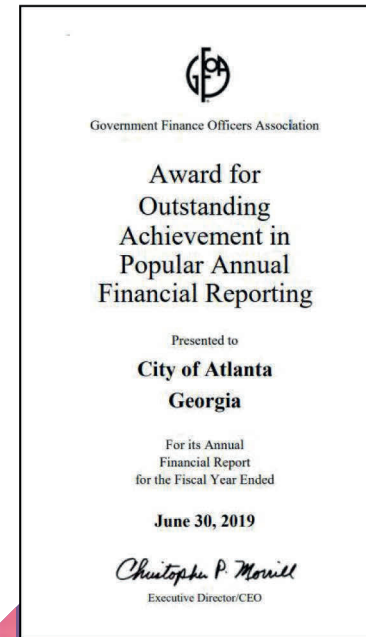 GFOA
Government Finance Officers Association
Award for
Outstanding
Achievement in
Popular Annual
Financial Reporting
Presented to
City of Atlanta
Georgia
For its Annual
Financial Report
for the Fiscal Year Ended
June 30, 2019
Christopher P. Morrill
Executive Director/CEO